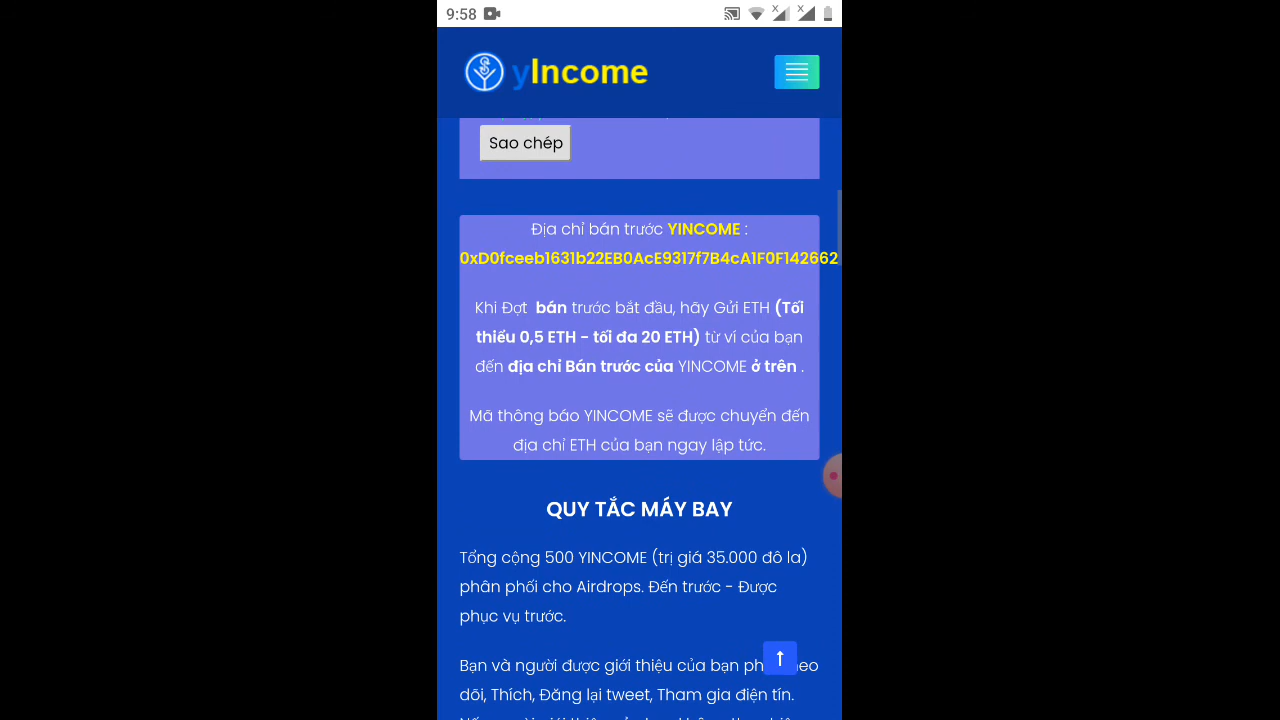 9:58
yIncome
Sao chép
Địa chỉ bán trước YINCOME :
0xD0fceeb1631b22EB0AcE9317f7B4cA1F0F142662
Khi Đợt bán trước bắt đầu, hãy Gửi ETH (Tối
thiểu 0,5 ETH - tối đa 20 ETH) từ ví của bạn
đến địa chỉ Bán trước của YINCOME ở trên .
Mã thông báo YINCOME sẽ được chuyển đến
địa chỉ ETH của bạn ngay lập tức.
QUY TẮC MÁY BAY
Tổng cộng 500 YINCOME (trị giá 35.000 đô la)
phân phối cho Airdrops. Đến trước - Được
phục vụ trước.
Bạn và người được giới thiệu của bạn
dõi, Thích, Đăng lại tweet, Tham gia điện tín.